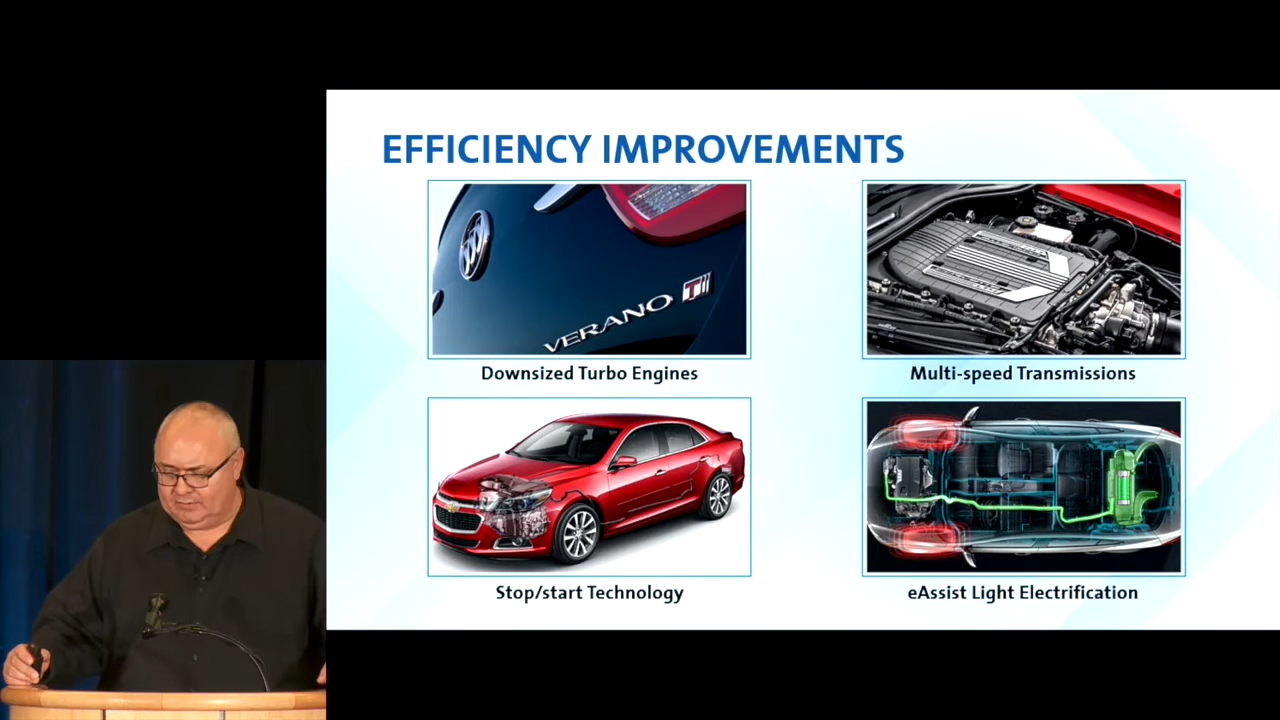 EFFICIENCY IMPROVEMENTS
VERANO T
Downsized Turbo Engines
Multi-speed Transmissions
Stop/start Technology
eAssist Light Electrification